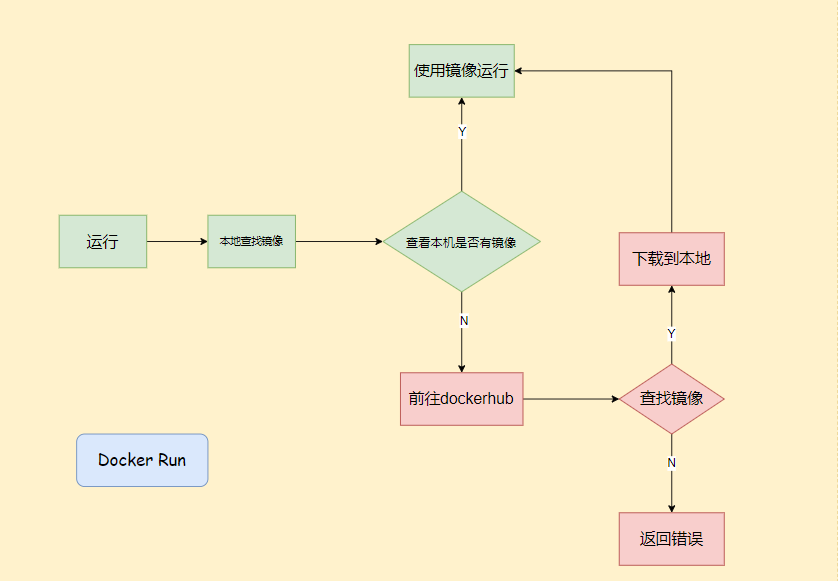 使用镜像运行
Y
运行
本地查找镜像
查看本机是否有镜像
下载到本地
N
Y
前往dockerhub
查找镜像
Docker Run
N
返回错误